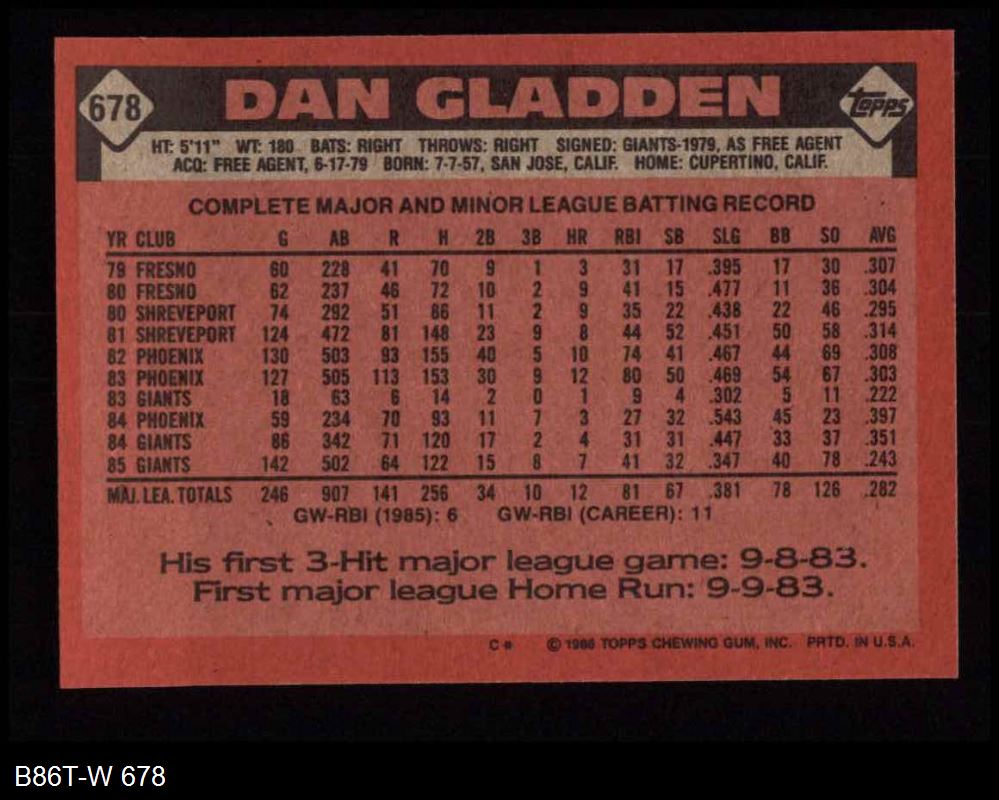 678 DAN GLADDEN TOPPS
HT: 5'11" WT: 180 BATS: RIGHT THROWS: RIGHT SIGNED: GIANTS-1979, AS FREE AGENT
ACQ: FREE AGENT, 6-17-79 BORN: 7-7-57, SAN JOSE, CALIF. HOME: CUPERTINO, CALIF.
COMPLETE MAJOR AND MINOR LEAGUE BATTING RECORD
YR CLUB G AB R H 2B 3B HR RBI SB SLG BB SO AVG
79 FRESNO 60 228 41 70 9 1 3 31 17 .395 17 30 .307
80 FRESNO 62 237 46 72 10 2 9 41 15 .477 11 36 .304
80 SHREVEPORT 74 292 51 86 11 2 9 35 22 .438 22 46 .295
81 SHREVEPORT 124 472 81 148 23 9 8 44 52 .451 50 58 .314
82 PHOENIX 130 503 93 155 40 5 10 74 41 .467 44 69 .308
83 PHOENIX 127 505 113 153 30 9 12 80 50 .469 54 67 .303
83 GIANTS 18 63 6 14 2 0 1 9 4 .302 5 11 .222
84 PHOENIX 59 234 70 93 11 7 3 27 32 .543 45 23 .397
84 GIANTS 86 342 71 120 17 2 4 31 31 .447 33 37 .351
85 GIANTS 142 502 64 122 15 8 7 41 32 .347 40 78 .243
MAJ. LEA. TOTALS 246 907 141 256 34 10 12 81 67 .381 78 126 .282
GW-RBI (1985): 6 GW-RBI (CAREER): 11
His first 3-Hit major league game: 9-8-83.
First major league Home Run: 9-9-83.
C* © 1986 TOPPS CHEWING GUM, INC. PRTD. IN U.S.A.
B86T-W 678